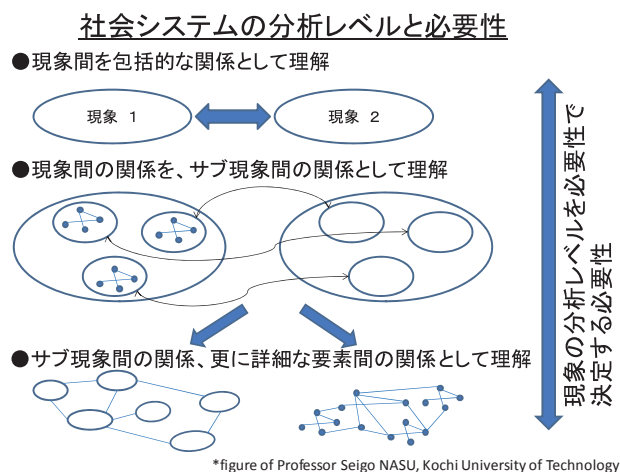 社会システムの分析レベルと必要性
●現象間を包括的な関係として理解
現象 1
現象 2
●現象間の関係を、サブ現象間の関係として理解
●サブ現象間の関係、更に詳細な要素間の関係として理解
現象の分析レベルを必要性で
決定する必要性
*figure of Professor Seigo NASU, Kochi University of Technology